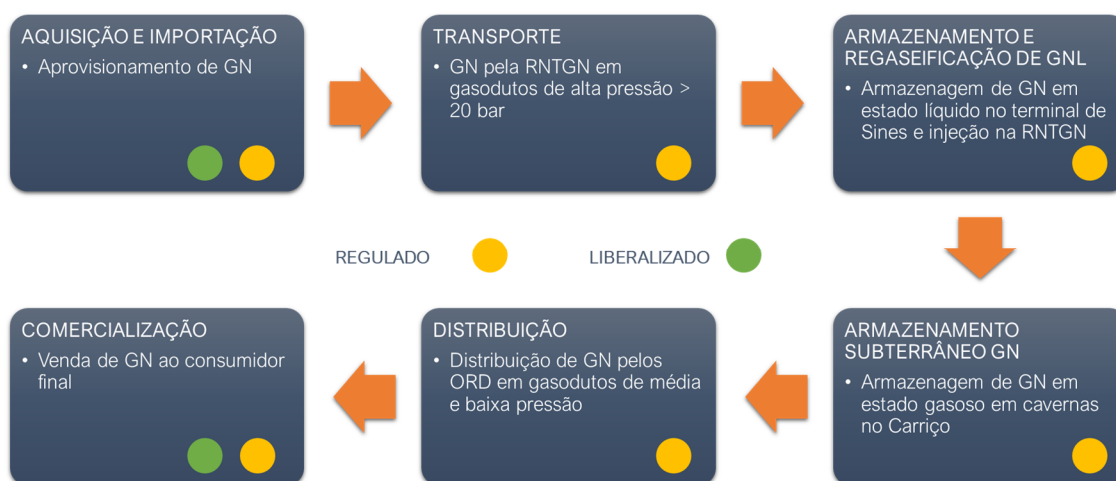 AQUISIÇÃO E IMPORTAÇÃO
• Aprovisionamento de GN
TRANSPORTE
• GN pela RNTGN em
gasodutos de alta pressão >
20 bar
ARMAZENAMENTO E
REGASEIFICAÇÃO DE GNL
• Armazenagem de GN em
estado líquido no terminal de
Sines e injeção na RNTGN
REGULADO
LIBERALIZADO
COMERCIALIZAÇÃO
• Venda de GN ao consumidor
final
DISTRIBUIÇÃO
• Distribuição de GN pelos
ORD em gasodutos de média
e baixa pressão
ARMAZENAMENTO
SUBTERRÂNEO GN
• Armazenagem de GN em
estado gasoso em cavernas
no Carriço